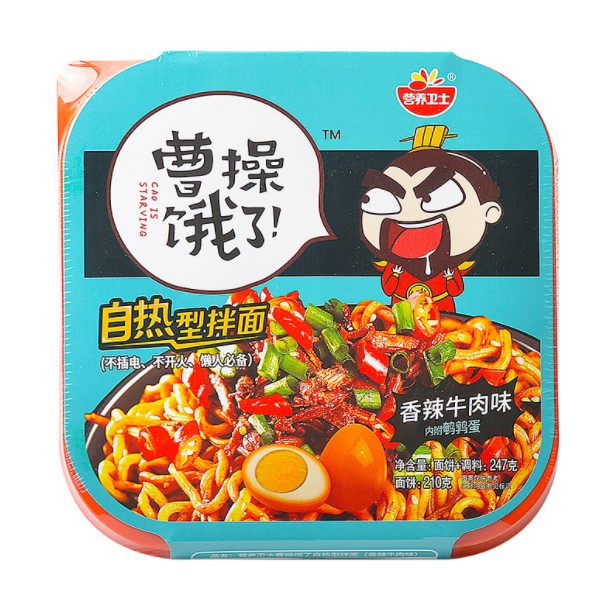 营养卫士
®
TM
曹操
饿了!
CAO IS
STARVING
自热型拌面
(不插电、不开火、懒人必备)
香辣牛肉味
内附鹌鹑蛋
净含量:面饼+调料:247克
面饼:210克